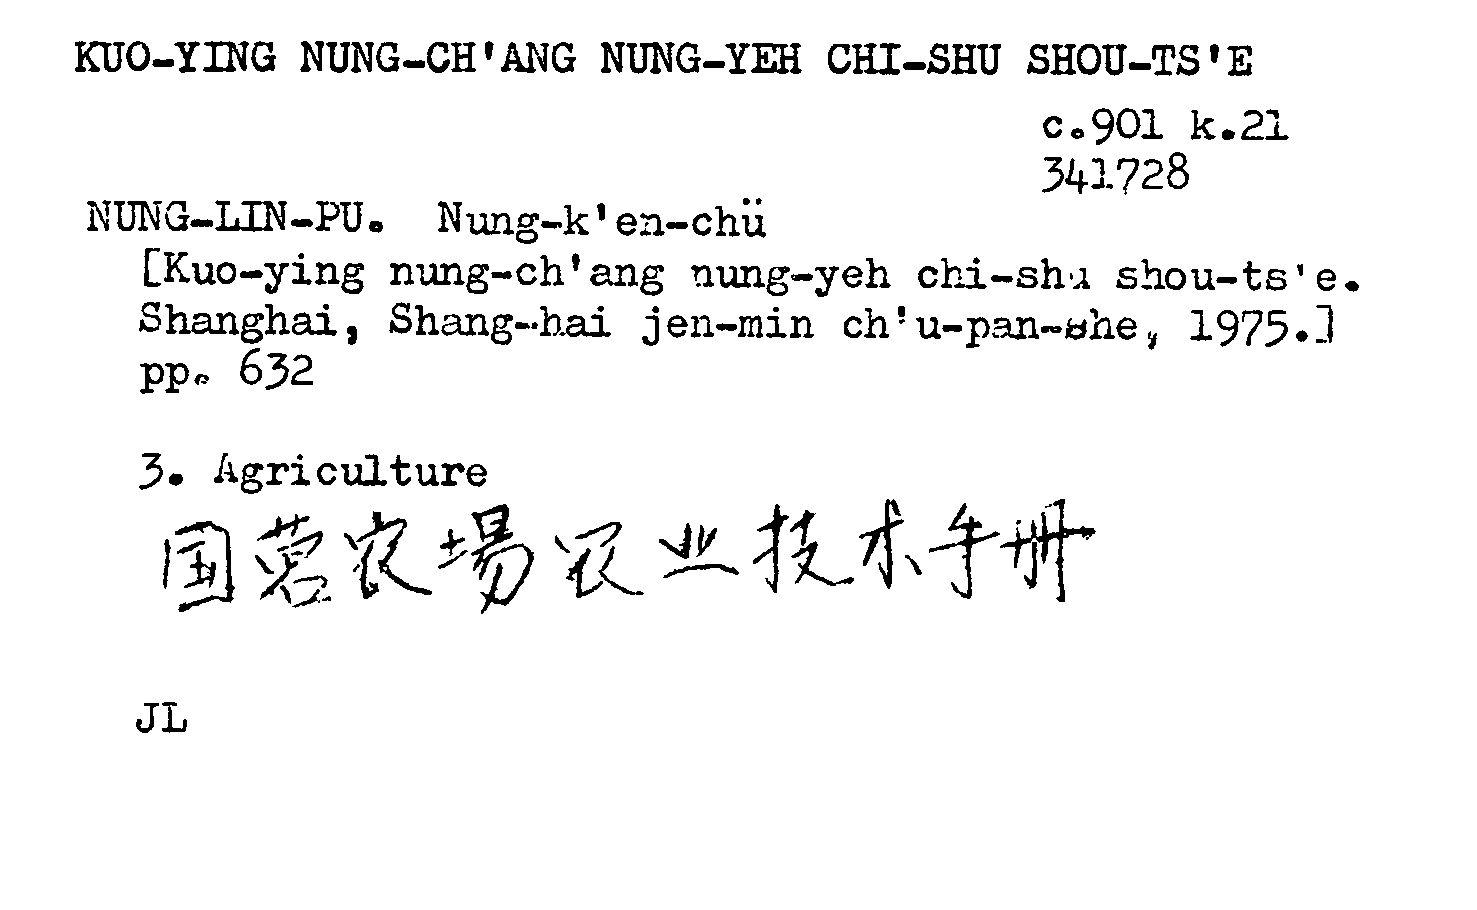 KUO-YING NUNG-CH'ANG NUNG-YEH CHI-SHU SHOU-TS'E
c.901 k.21
341728
NUNG-LIN-PU. Nung-k'en-chü
[Kuo-ying nung-ch'ang nung-yeh chi-shu shou-ts'e.
Shanghai, Shang-hai jen-min ch'u-pan-she, 1975.]
pp. 632
3. Agriculture
国营农場农业技术手册
JL